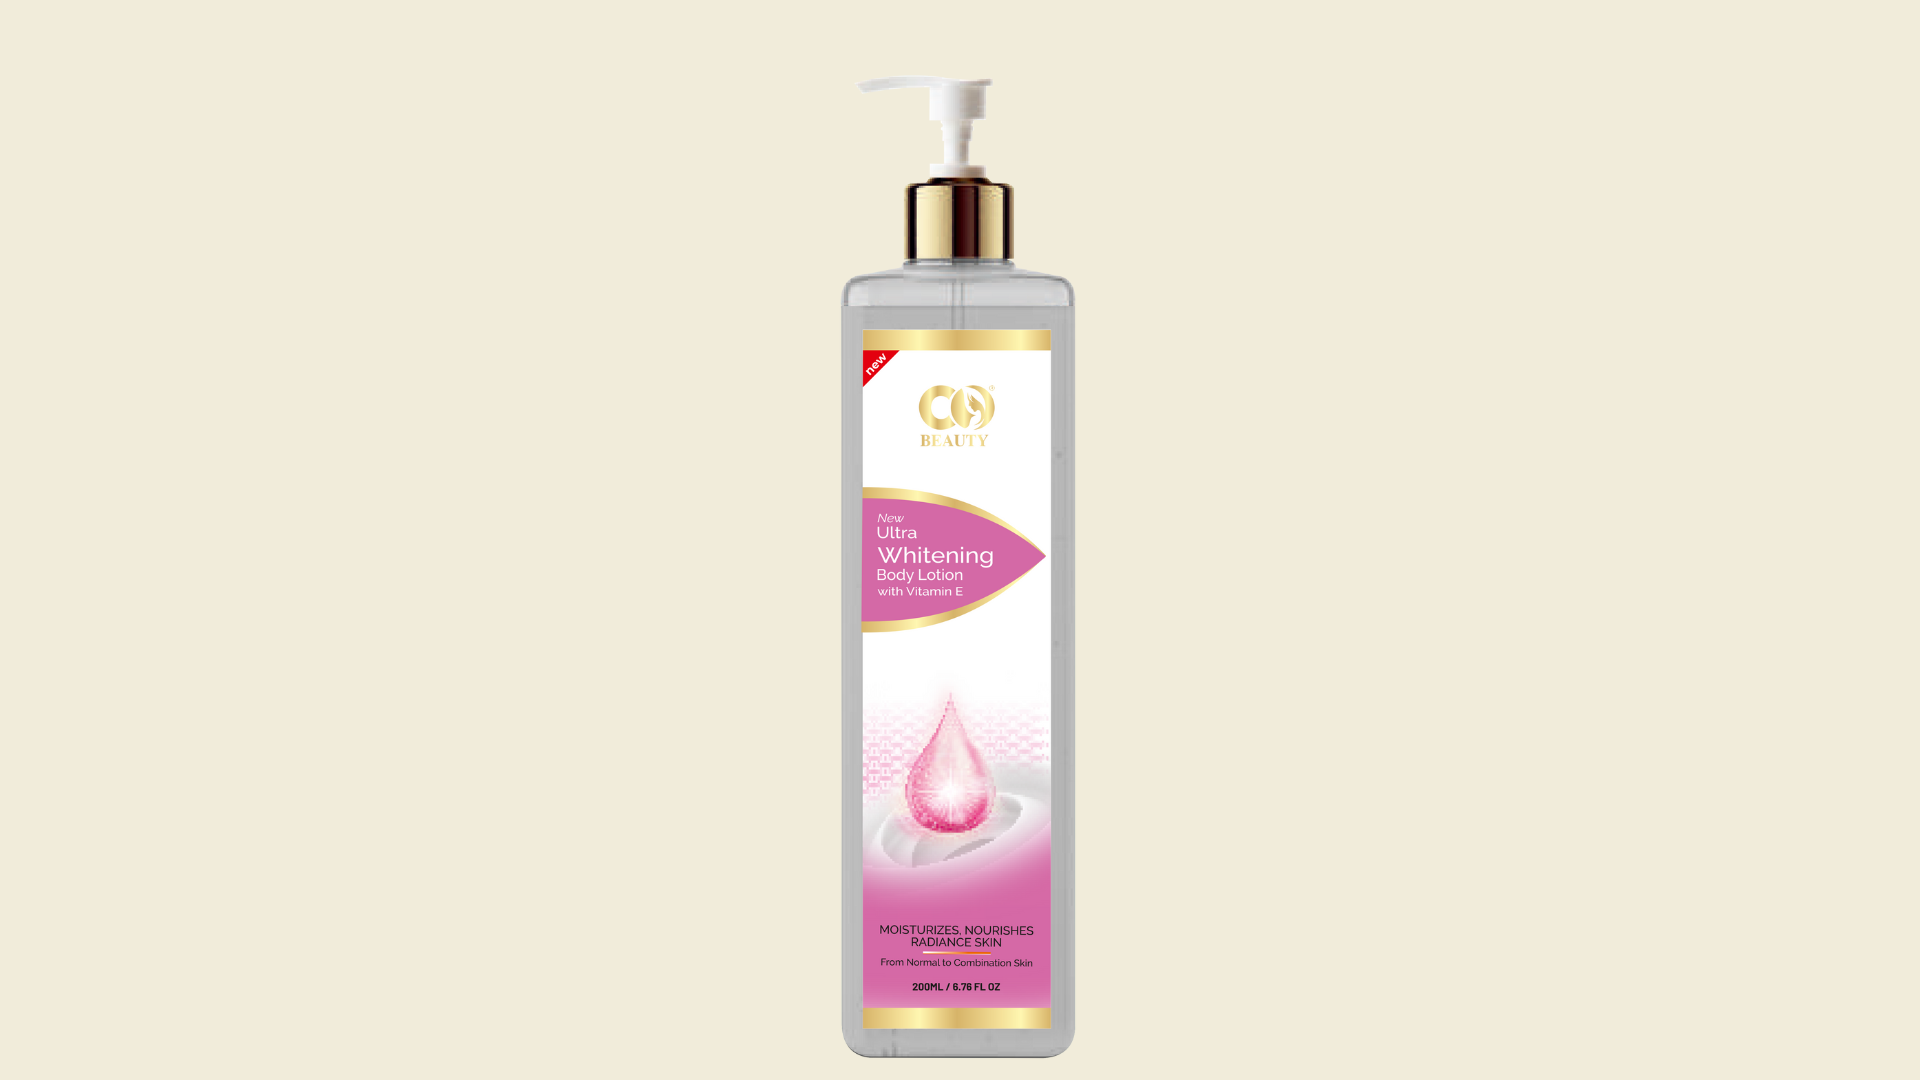 new
CO®
BEAUTY
New
Ultra
Whitening
Body Lotion
with Vitamin E
MOISTURIZES, NOURISHES
RADIANCE SKIN
From Normal to Combination Skin
200ML / 6.76 FL OZ